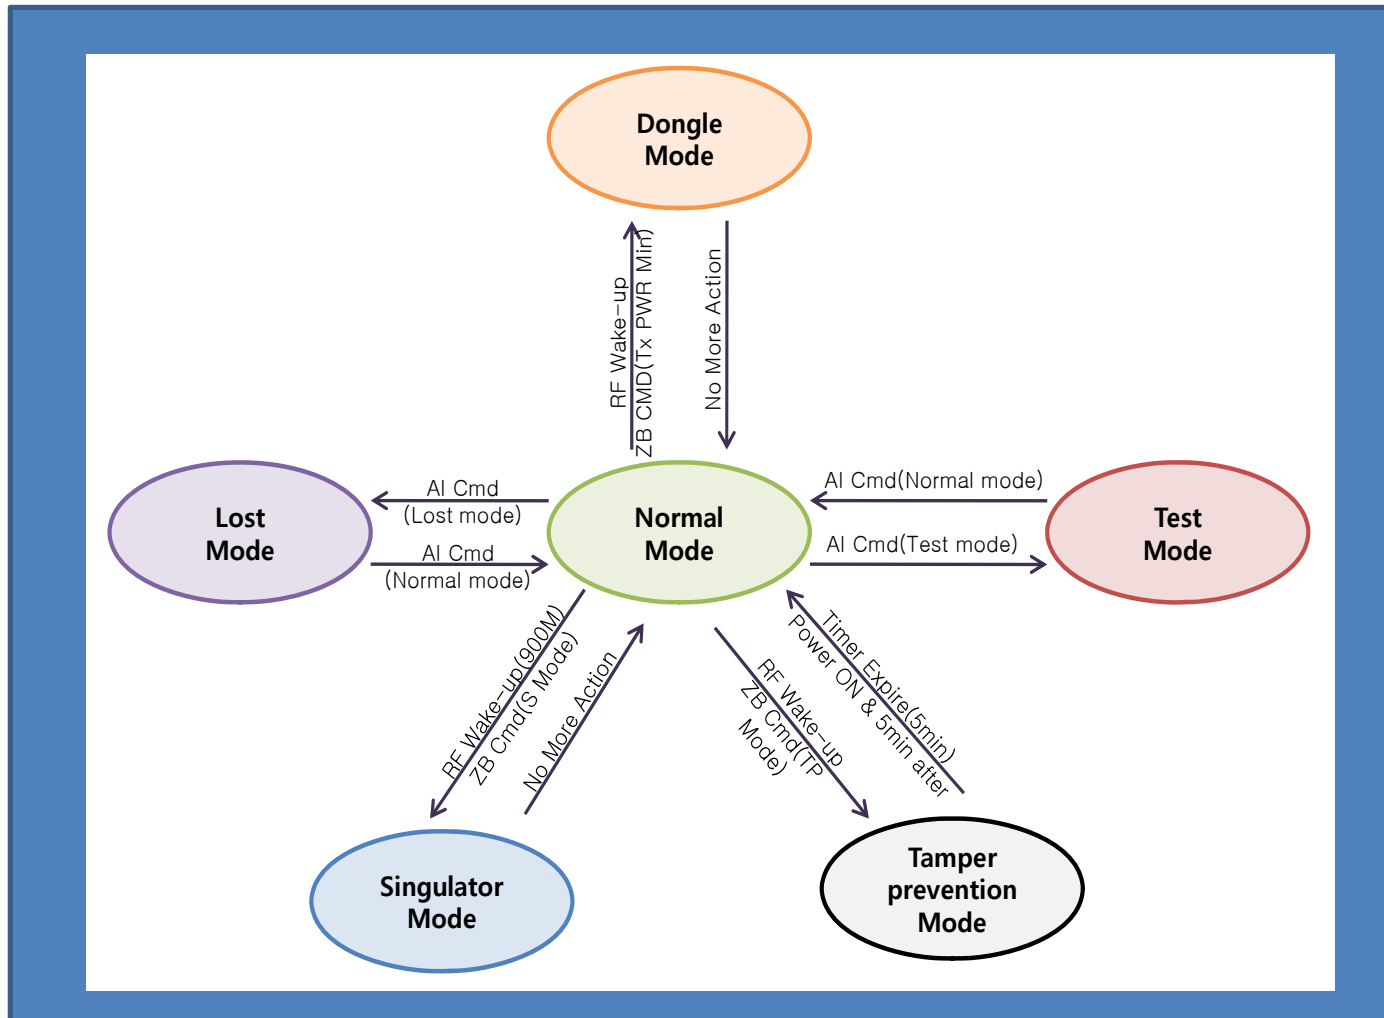 Dongle
Mode
RF Wake-up
ZB CMD(Tx PWR Min)
No More Action
AI Cmd
(Lost mode)
AI Cmd(Normal mode)
Lost
Mode
Normal
Mode
Test
Mode
AI Cmd
(Normal mode)
AI Cmd(Test mode)
RF Wake-up(900M)
ZB Cmd(S Mode)
No More Action
RF Wake-up
ZB Cmd(TP
Mode)
Timer Expire(5min)
Power ON & 5min after
Singulator
Mode
Tamper
prevention
Mode